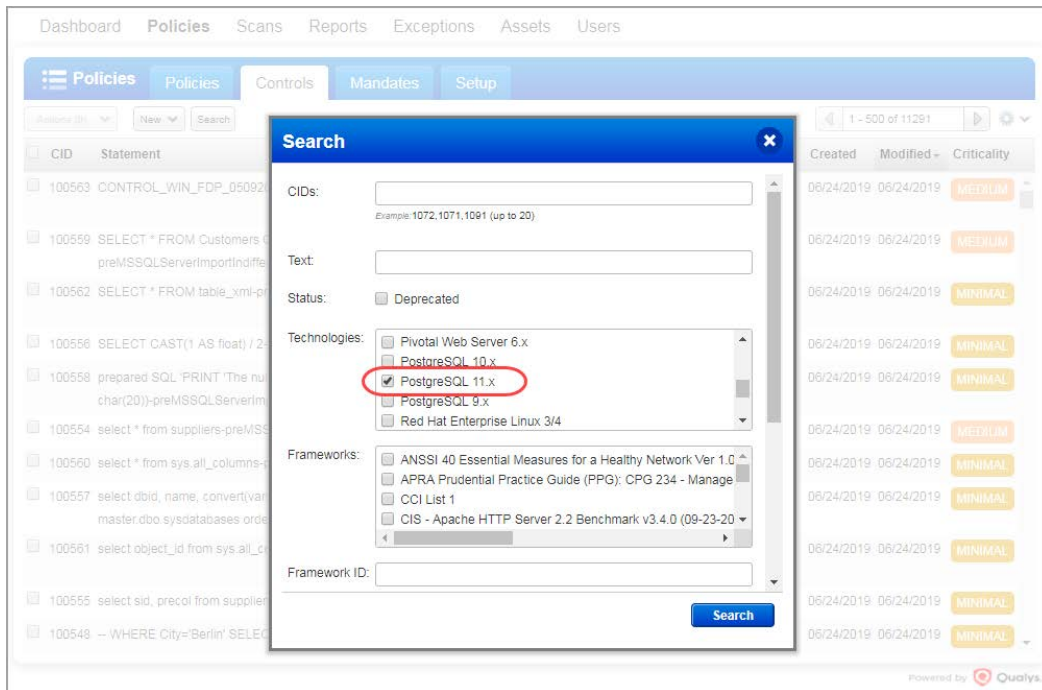 Dashboard Policies Scans Reports Exceptions Assets Users
Policies Policies Controls Mandates Setup
New Search 1 - 500 of 11291
CID Statement Created Modified Criticality
Search
100563 CONTROL_WIN_FDP_05092 06/24/2019 06/24/2019 MEDIUM
CIDs:
Example:1072,1071,1091 (up to 20)
100559 SELECT * FROM Customers 06/24/2019 06/24/2019 MEDIUM
preMSSQLServerImportIndiffe
Text:
100562 SELECT * FROM table_xml-pr 06/24/2019 06/24/2019 MINIMAL
Status: Deprecated
Technologies: Pivotal Web Server 6.x
100556 SELECT CAST(1 AS float) / 2- 06/24/2019 06/24/2019 MINIMAL
PostgreSQL 10.x
100558 prepared SQL 'PRINT 'The nu 06/24/2019 06/24/2019 MINIMAL
PostgreSQL 11.x
char(20))-preMSSQLServerIm
PostgreSQL 9.x
Red Hat Enterprise Linux 3/4
100554 select * from suppliers-preMSS 06/24/2019 06/24/2019 MEDIUM
Frameworks: ANSSI 40 Essential Measures for a Healthy Network Ver 1.0
100560 select * from sys.all_columns-p 06/24/2019 06/24/2019 MINIMAL
APRA Prudential Practice Guide (PPG): CPG 234 - Manage
CCI List 1
100557 select dbid, name, convert(var 06/24/2019 06/24/2019 MINIMAL
master.dbo.sysdatabases orde
CIS - Apache HTTP Server 2.2 Benchmark v3.4.0 (09-23-20
100561 select object_id from sys.all_c 06/24/2019 06/24/2019 MINIMAL
Framework ID:
100555 select sid, precol from supplier 06/24/2019 06/24/2019 MINIMAL
Search
100548 -- WHERE City='Berlin' SELEC 06/24/2019 06/24/2019 MINIMAL
Powered by Qualys